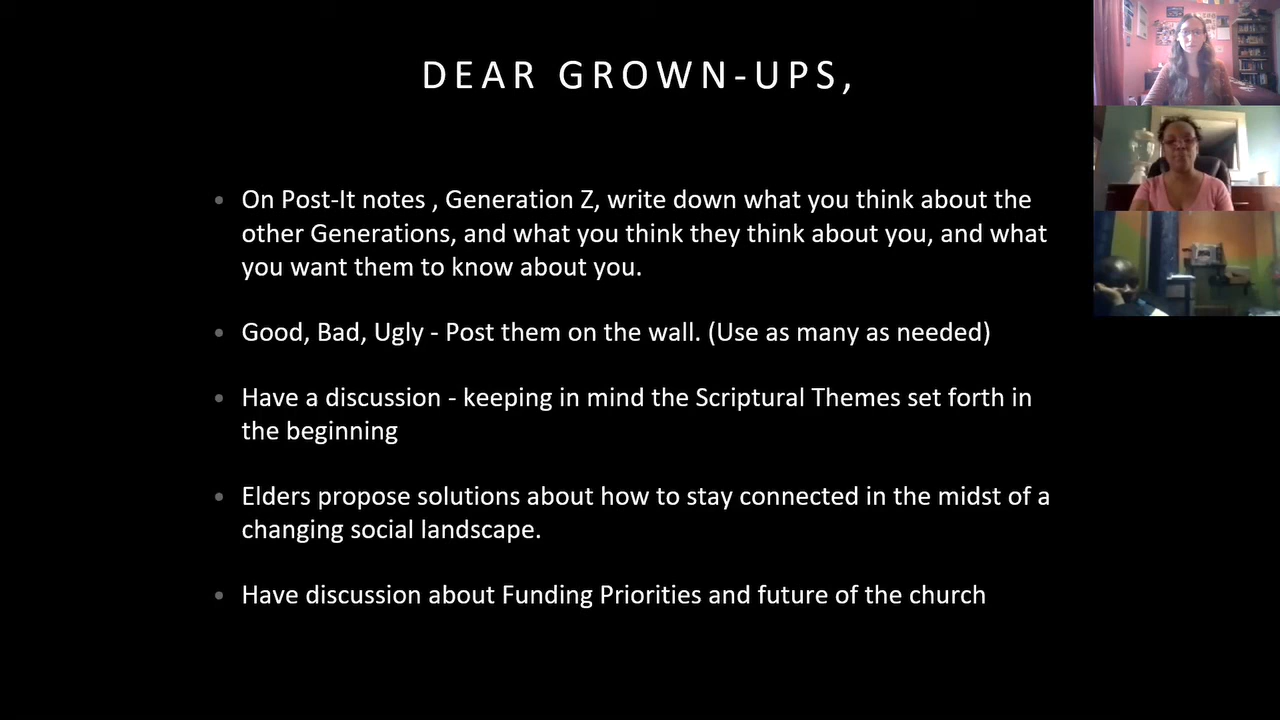 DEAR GROWN-UPS,
• On Post-It notes , Generation Z, write down what you think about the
other Generations, and what you think they think about you, and what
you want them to know about you.
• Good, Bad, Ugly - Post them on the wall. (Use as many as needed)
• Have a discussion - keeping in mind the Scriptural Themes set forth in
the beginning
• Elders propose solutions about how to stay connected in the midst of a
changing social landscape.
• Have discussion about Funding Priorities and future of the church